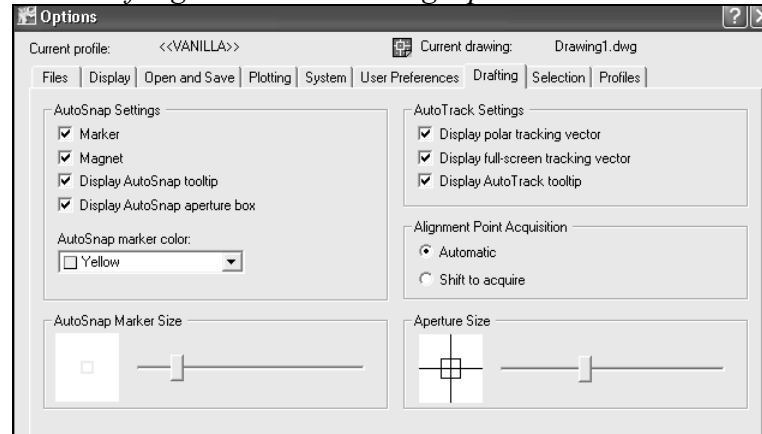 Options
Current profile: <<VANILLA>> Current drawing: Drawing1.dwg
Files Display Open and Save Plotting System User Preferences Drafting Selection Profiles
AutoSnap Settings
Marker
Magnet
Display AutoSnap tooltip
Display AutoSnap aperture box
AutoSnap marker color:
Yellow
AutoTrack Settings
Display polar tracking vector
Display full-screen tracking vector
Display AutoTrack tooltip
Alignment Point Acquisition
Automatic
Shift to acquire
AutoSnap Marker Size
Aperture Size